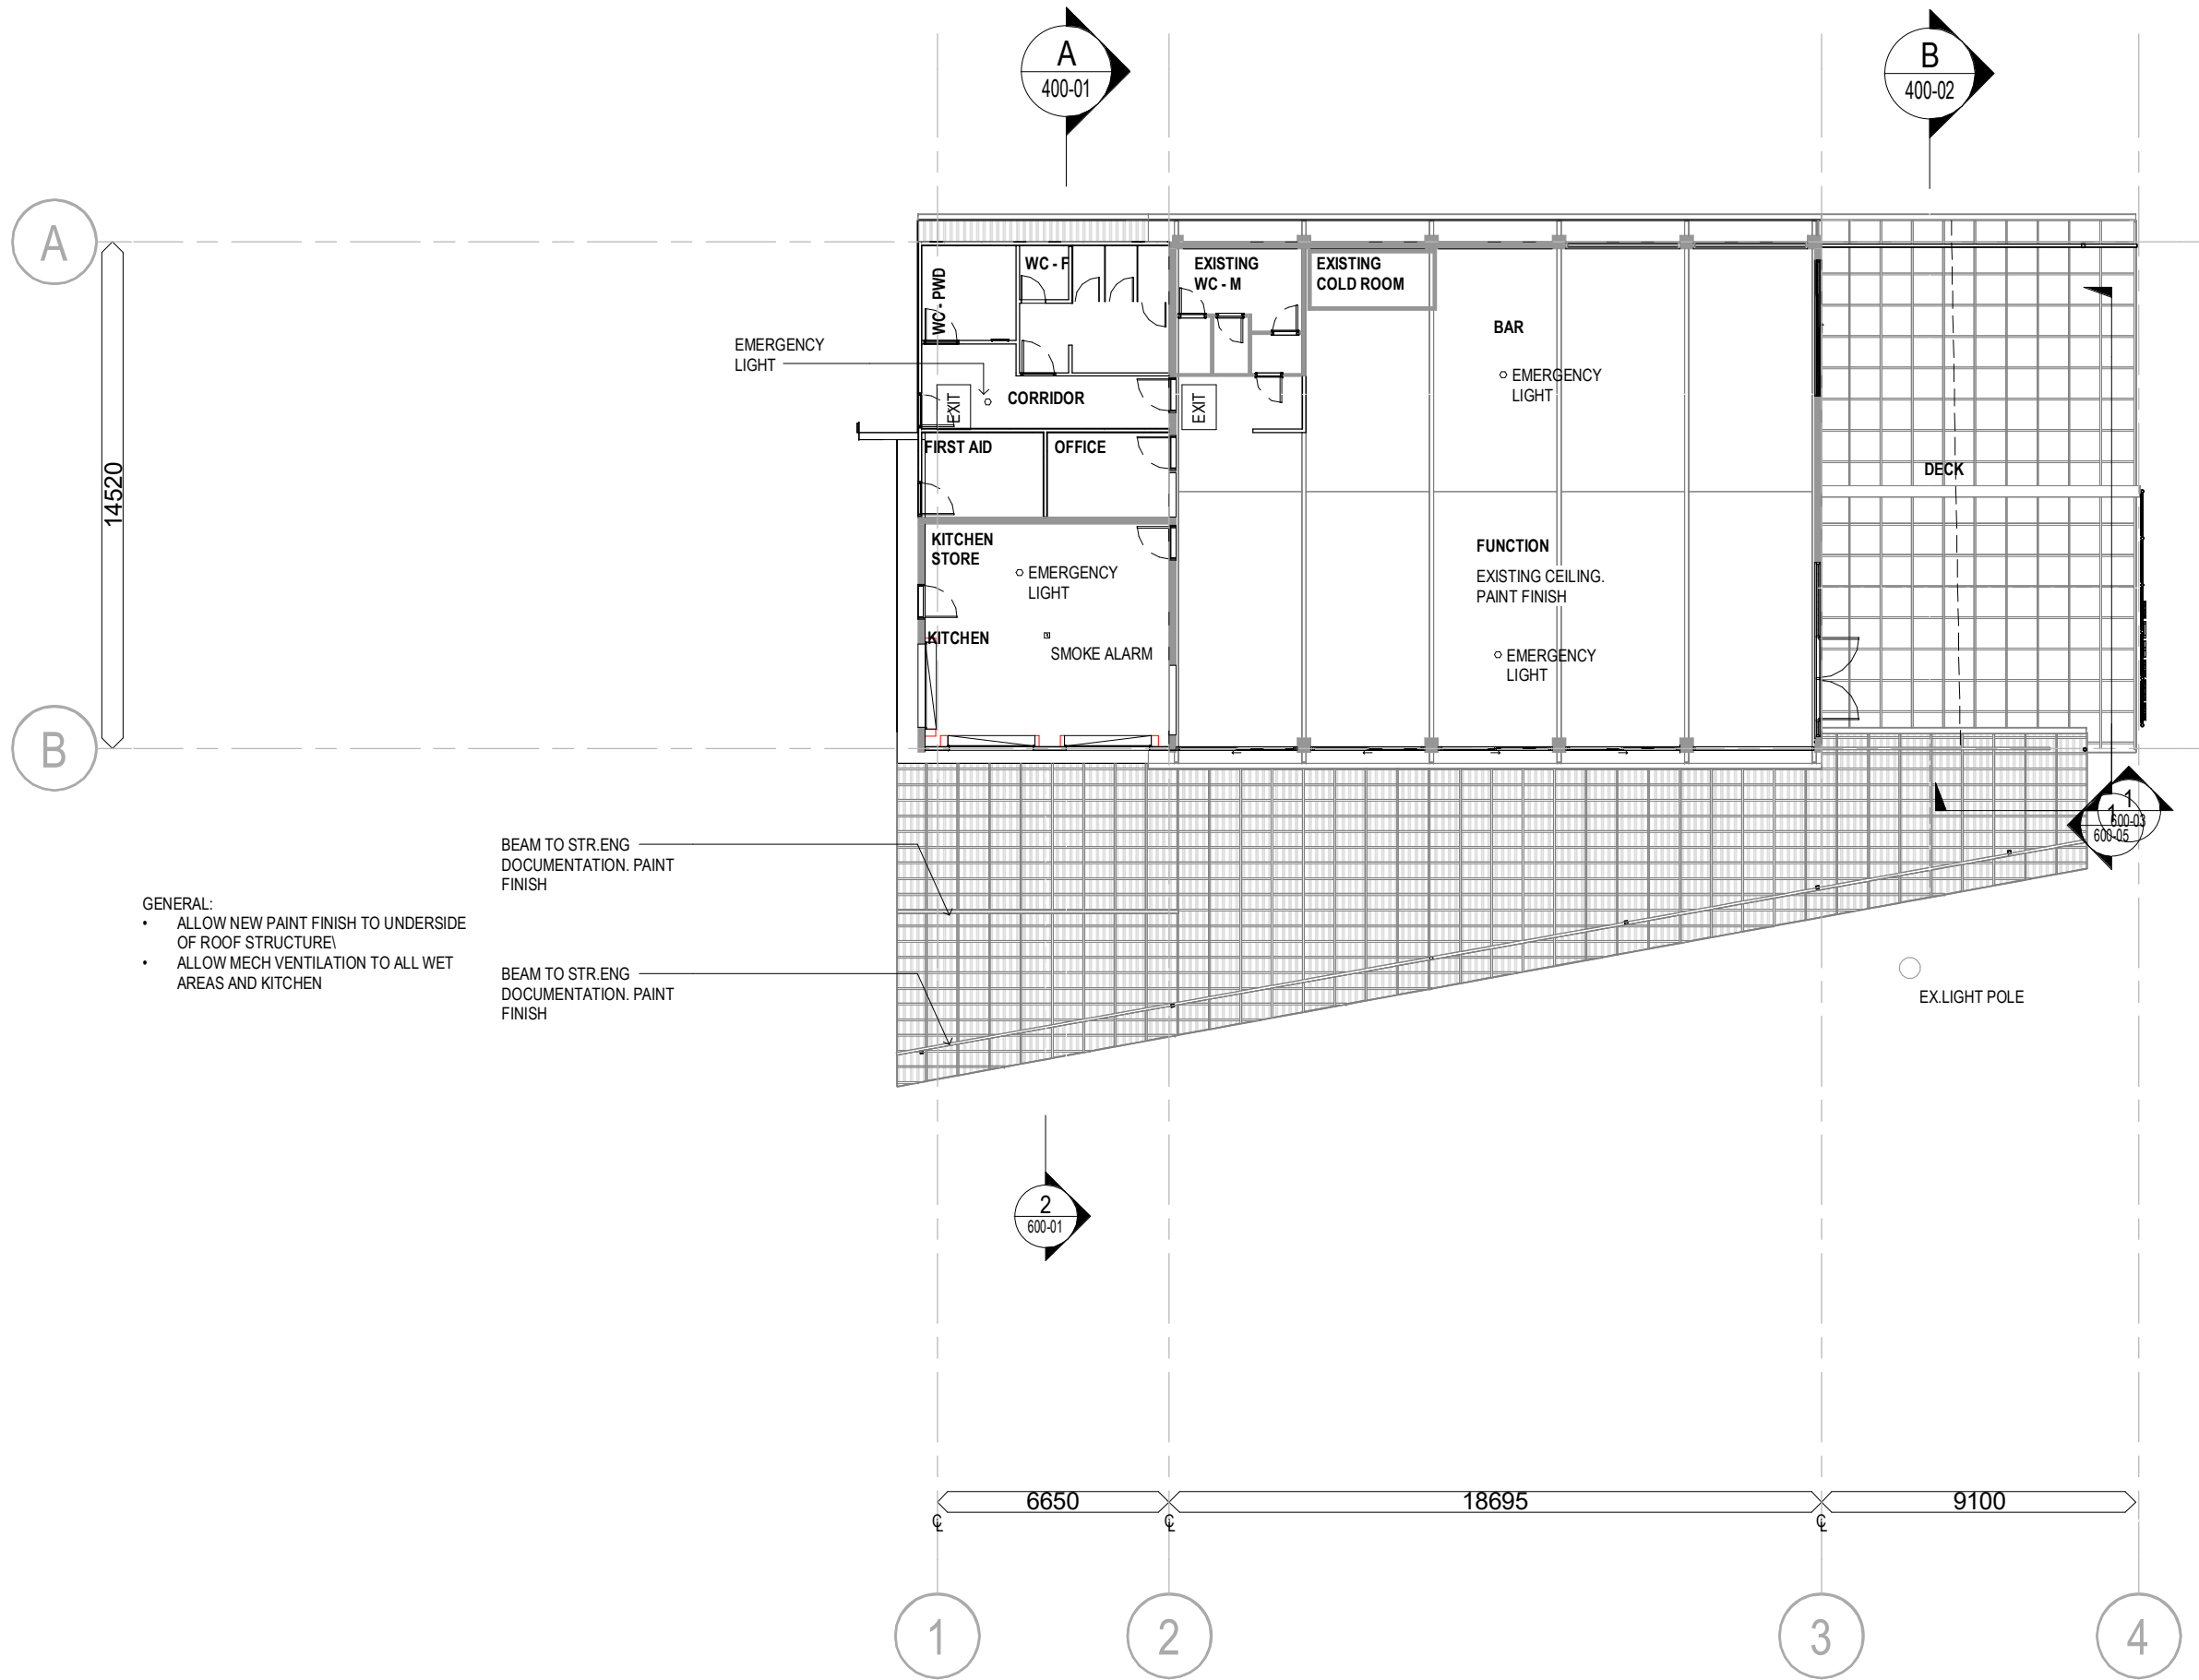 A
400-01
B
400-02
A
WC - PWD
WC - F
EXISTING
WC - M
EXISTING
COLD ROOM
BAR
EMERGENCY
LIGHT
EMERGENCY
LIGHT
EXIT
CORRIDOR
EXIT
FIRST AID
OFFICE
DECK
14520
KITCHEN
STORE
EMERGENCY
LIGHT
FUNCTION
EXISTING CEILING.
PAINT FINISH
KITCHEN
SMOKE ALARM
EMERGENCY
LIGHT
B
1
600-03
1
600-05
BEAM TO STR.ENG
DOCUMENTATION. PAINT
FINISH
GENERAL:
• ALLOW NEW PAINT FINISH TO UNDERSIDE
OF ROOF STRUCTURE\
• ALLOW MECH VENTILATION TO ALL WET
AREAS AND KITCHEN
BEAM TO STR.ENG
DOCUMENTATION. PAINT
FINISH
EX.LIGHT POLE
2
600-01
6650
18695
9100
℄
℄
℄
1
2
3
4